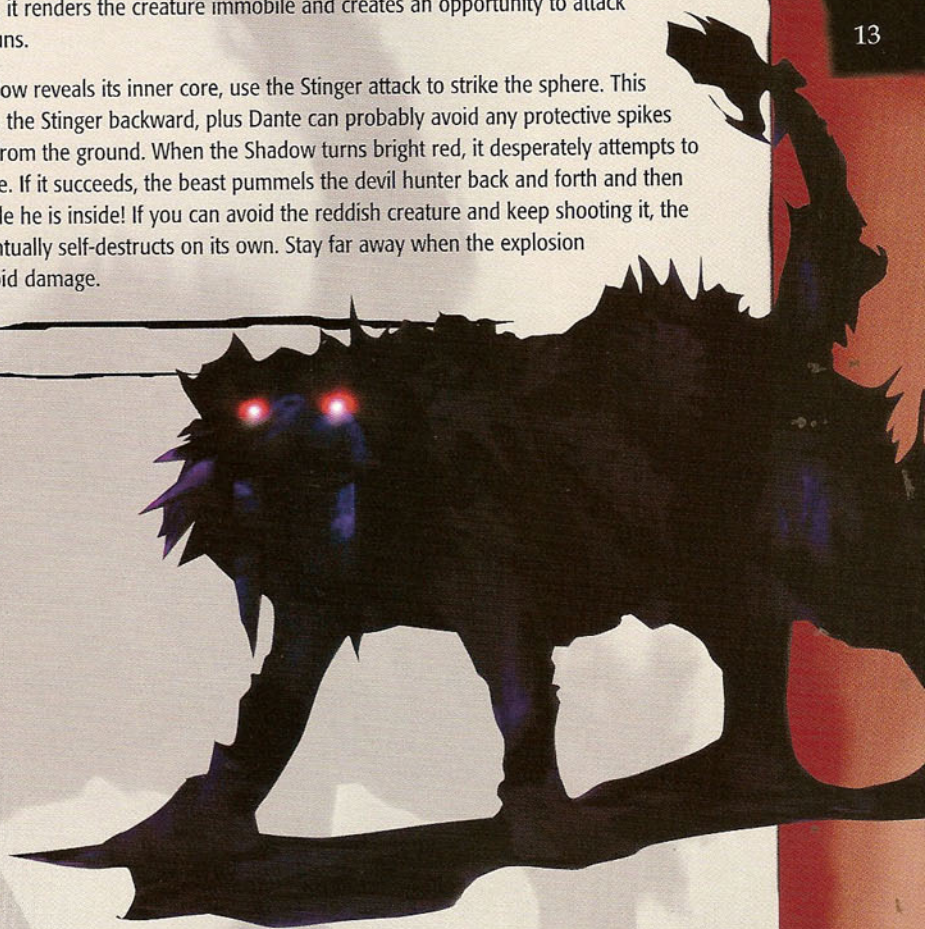 it renders the creature immobile and creates an opportunity to attack
uns.
13
ow reveals its inner core, use the Stinger attack to strike the sphere. This
the Stinger backward, plus Dante can probably avoid any protective spikes
rom the ground. When the Shadow turns bright red, it desperately attempts to
e. If it succeeds, the beast pummels the devil hunter back and forth and then
le he is inside! If you can avoid the reddish creature and keep shooting it, the
ntually self-destructs on its own. Stay far away when the explosion
id damage.